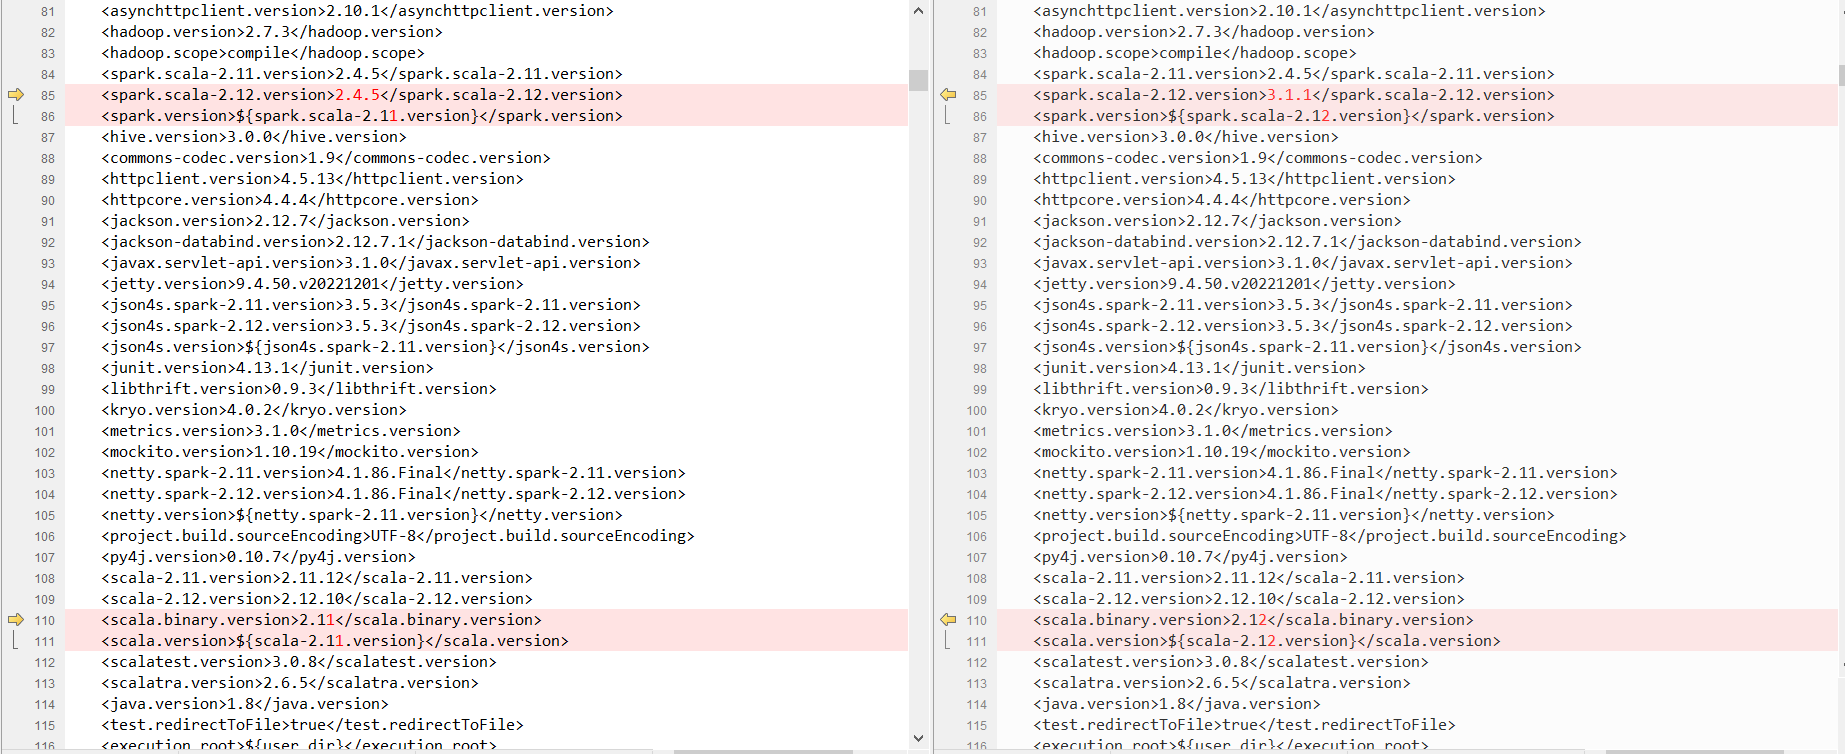 81 <asynchttpclient.version>2.10.1</asynchttpclient.version>
82 <hadoop.version>2.7.3</hadoop.version>
83 <hadoop.scope>compile</hadoop.scope>
84 <spark.scala-2.11.version>2.4.5</spark.scala-2.11.version>
85 <spark.scala-2.12.version>2.4.5</spark.scala-2.12.version>
86 <spark.version>${spark.scala-2.11.version}</spark.version>
87 <hive.version>3.0.0</hive.version>
88 <commons-codec.version>1.9</commons-codec.version>
89 <httpclient.version>4.5.13</httpclient.version>
90 <httpcore.version>4.4.4</httpcore.version>
91 <jackson.version>2.12.7</jackson.version>
92 <jackson-databind.version>2.12.7.1</jackson-databind.version>
93 <javax.servlet-api.version>3.1.0</javax.servlet-api.version>
94 <jetty.version>9.4.50.v20221201</jetty.version>
95 <json4s.spark-2.11.version>3.5.3</json4s.spark-2.11.version>
96 <json4s.spark-2.12.version>3.5.3</json4s.spark-2.12.version>
97 <json4s.version>${json4s.spark-2.11.version}</json4s.version>
98 <junit.version>4.13.1</junit.version>
99 <libthrift.version>0.9.3</libthrift.version>
100 <kryo.version>4.0.2</kryo.version>
101 <metrics.version>3.1.0</metrics.version>
102 <mockito.version>1.10.19</mockito.version>
103 <netty.spark-2.11.version>4.1.86.Final</netty.spark-2.11.version>
104 <netty.spark-2.12.version>4.1.86.Final</netty.spark-2.12.version>
105 <netty.version>${netty.spark-2.11.version}</netty.version>
106 <project.build.sourceEncoding>UTF-8</project.build.sourceEncoding>
107 <py4j.version>0.10.7</py4j.version>
108 <scala-2.11.version>2.11.12</scala-2.11.version>
109 <scala-2.12.version>2.12.10</scala-2.12.version>
110 <scala.binary.version>2.11</scala.binary.version>
111 <scala.version>${scala-2.11.version}</scala.version>
112 <scalatest.version>3.0.8</scalatest.version>
113 <scalatra.version>2.6.5</scalatra.version>
114 <java.version>1.8</java.version>
115 <test.redirectToFile>true</test.redirectToFile>
116 <execution.root>${user.dir}</execution.root>
81 <asynchttpclient.version>2.10.1</asynchttpclient.version>
82 <hadoop.version>2.7.3</hadoop.version>
83 <hadoop.scope>compile</hadoop.scope>
84 <spark.scala-2.11.version>2.4.5</spark.scala-2.11.version>
85 <spark.scala-2.12.version>3.1.1</spark.scala-2.12.version>
86 <spark.version>${spark.scala-2.12.version}</spark.version>
87 <hive.version>3.0.0</hive.version>
88 <commons-codec.version>1.9</commons-codec.version>
89 <httpclient.version>4.5.13</httpclient.version>
90 <httpcore.version>4.4.4</httpcore.version>
91 <jackson.version>2.12.7</jackson.version>
92 <jackson-databind.version>2.12.7.1</jackson-databind.version>
93 <javax.servlet-api.version>3.1.0</javax.servlet-api.version>
94 <jetty.version>9.4.50.v20221201</jetty.version>
95 <json4s.spark-2.11.version>3.5.3</json4s.spark-2.11.version>
96 <json4s.spark-2.12.version>3.5.3</json4s.spark-2.12.version>
97 <json4s.version>${json4s.spark-2.11.version}</json4s.version>
98 <junit.version>4.13.1</junit.version>
99 <libthrift.version>0.9.3</libthrift.version>
100 <kryo.version>4.0.2</kryo.version>
101 <metrics.version>3.1.0</metrics.version>
102 <mockito.version>1.10.19</mockito.version>
103 <netty.spark-2.11.version>4.1.86.Final</netty.spark-2.11.version>
104 <netty.spark-2.12.version>4.1.86.Final</netty.spark-2.12.version>
105 <netty.version>${netty.spark-2.11.version}</netty.version>
106 <project.build.sourceEncoding>UTF-8</project.build.sourceEncoding>
107 <py4j.version>0.10.7</py4j.version>
108 <scala-2.11.version>2.11.12</scala-2.11.version>
109 <scala-2.12.version>2.12.10</scala-2.12.version>
110 <scala.binary.version>2.12</scala.binary.version>
111 <scala.version>${scala-2.12.version}</scala.version>
112 <scalatest.version>3.0.8</scalatest.version>
113 <scalatra.version>2.6.5</scalatra.version>
114 <java.version>1.8</java.version>
115 <test.redirectToFile>true</test.redirectToFile>
116 <execution.root>${user.dir}</execution.root>